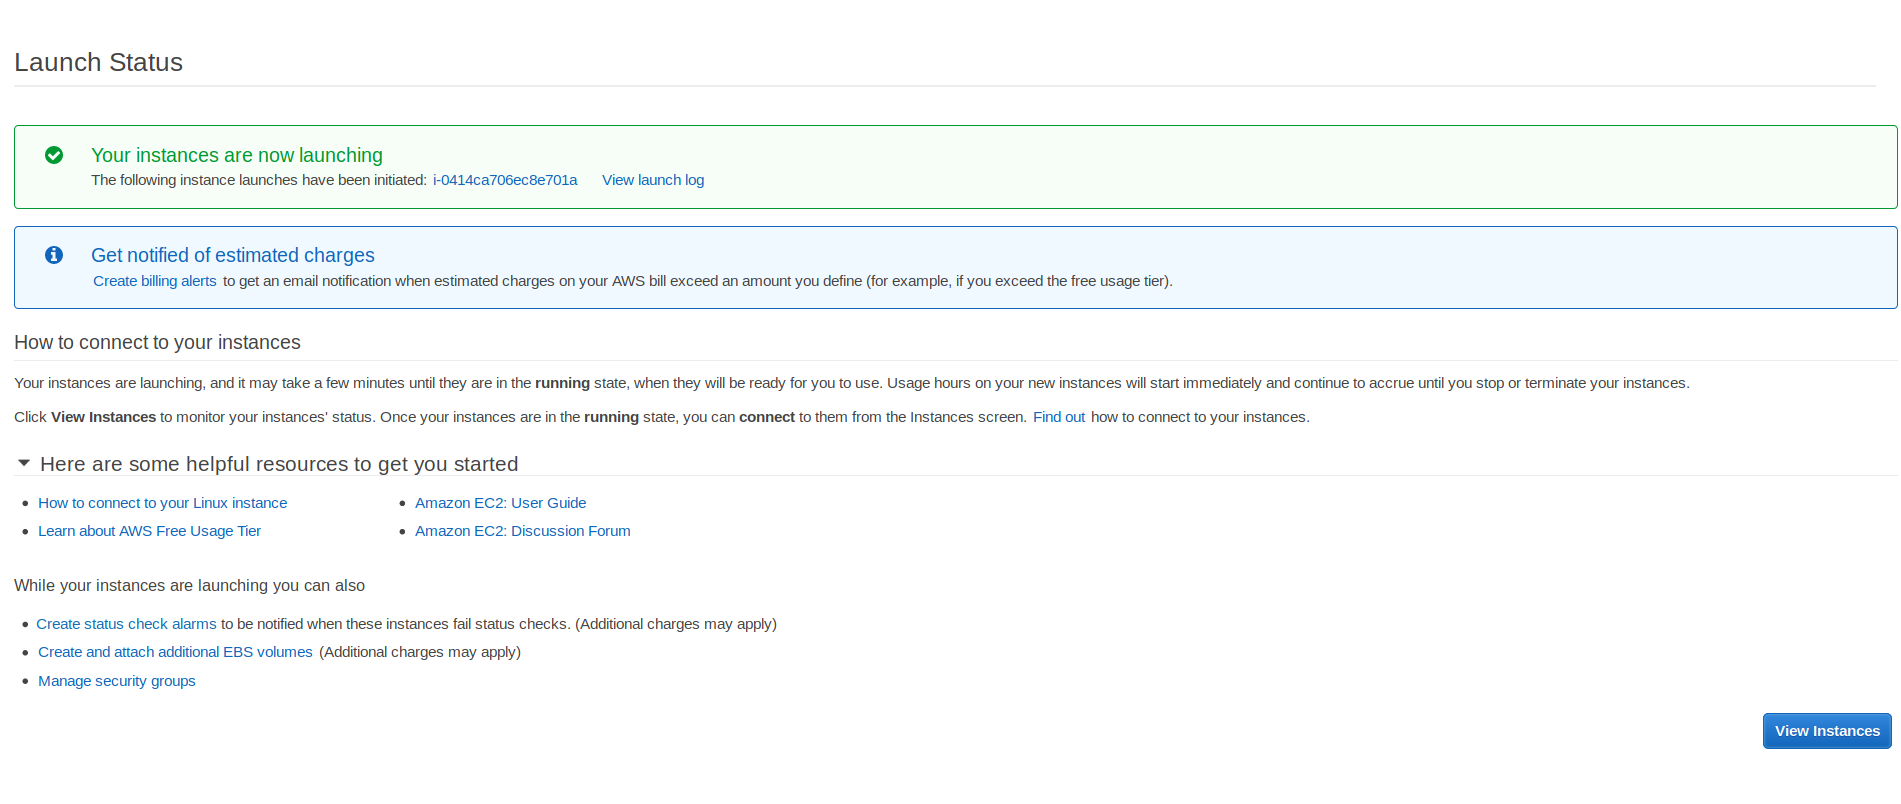 Launch Status
Your instances are now launching
The following instance launches have been initiated: i-0414ca706ec8e701a View launch log
Get notified of estimated charges
Create billing alerts to get an email notification when estimated charges on your AWS bill exceed an amount you define (for example, if you exceed the free usage tier).
How to connect to your instances
Your instances are launching, and it may take a few minutes until they are in the running state, when they will be ready for you to use. Usage hours on your new instances will start immediately and continue to accrue until you stop or terminate your instances.
Click View Instances to monitor your instances' status. Once your instances are in the running state, you can connect to them from the Instances screen. Find out how to connect to your instances.
Here are some helpful resources to get you started
How to connect to your Linux instance
Learn about AWS Free Usage Tier
Amazon EC2: User Guide
Amazon EC2: Discussion Forum
While your instances are launching you can also
Create status check alarms to be notified when these instances fail status checks. (Additional charges may apply)
Create and attach additional EBS volumes (Additional charges may apply)
Manage security groups
View Instances